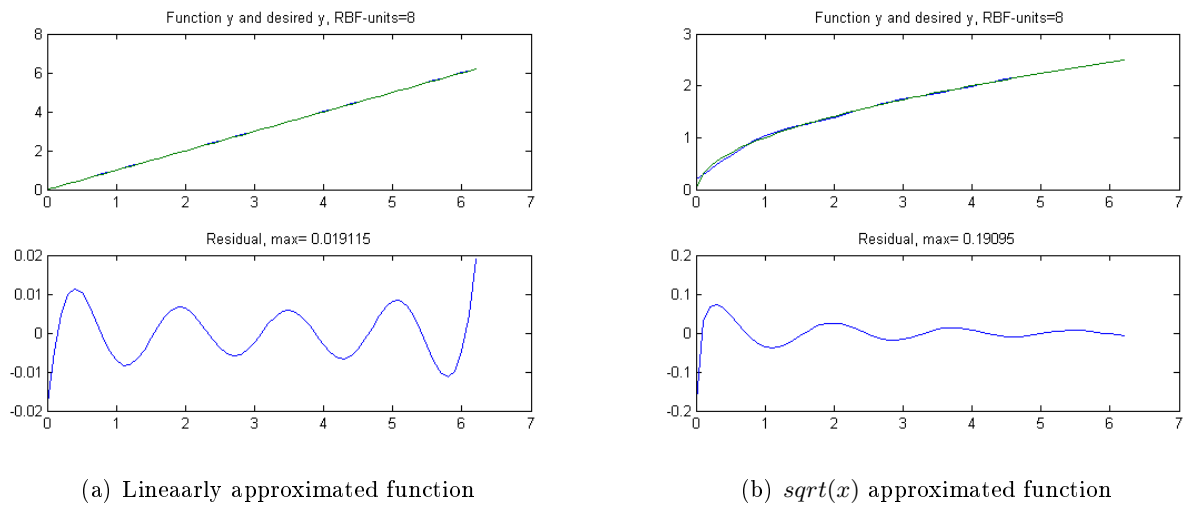 Function y and desired y, RBF-units=8
8
6
4
2
0
0 1 2 3 4 5 6 7
Residual, max= 0.019115
0.02
0.01
0
-0.01
-0.02
0 1 2 3 4 5 6 7
(a) Lineaarly approximated function
Function y and desired y, RBF-units=8
3
2
1
0
0 1 2 3 4 5 6 7
Residual, max= 0.19095
0.2
0.1
0
-0.1
-0.2
0 1 2 3 4 5 6 7
(b) sqrt(x) approximated function